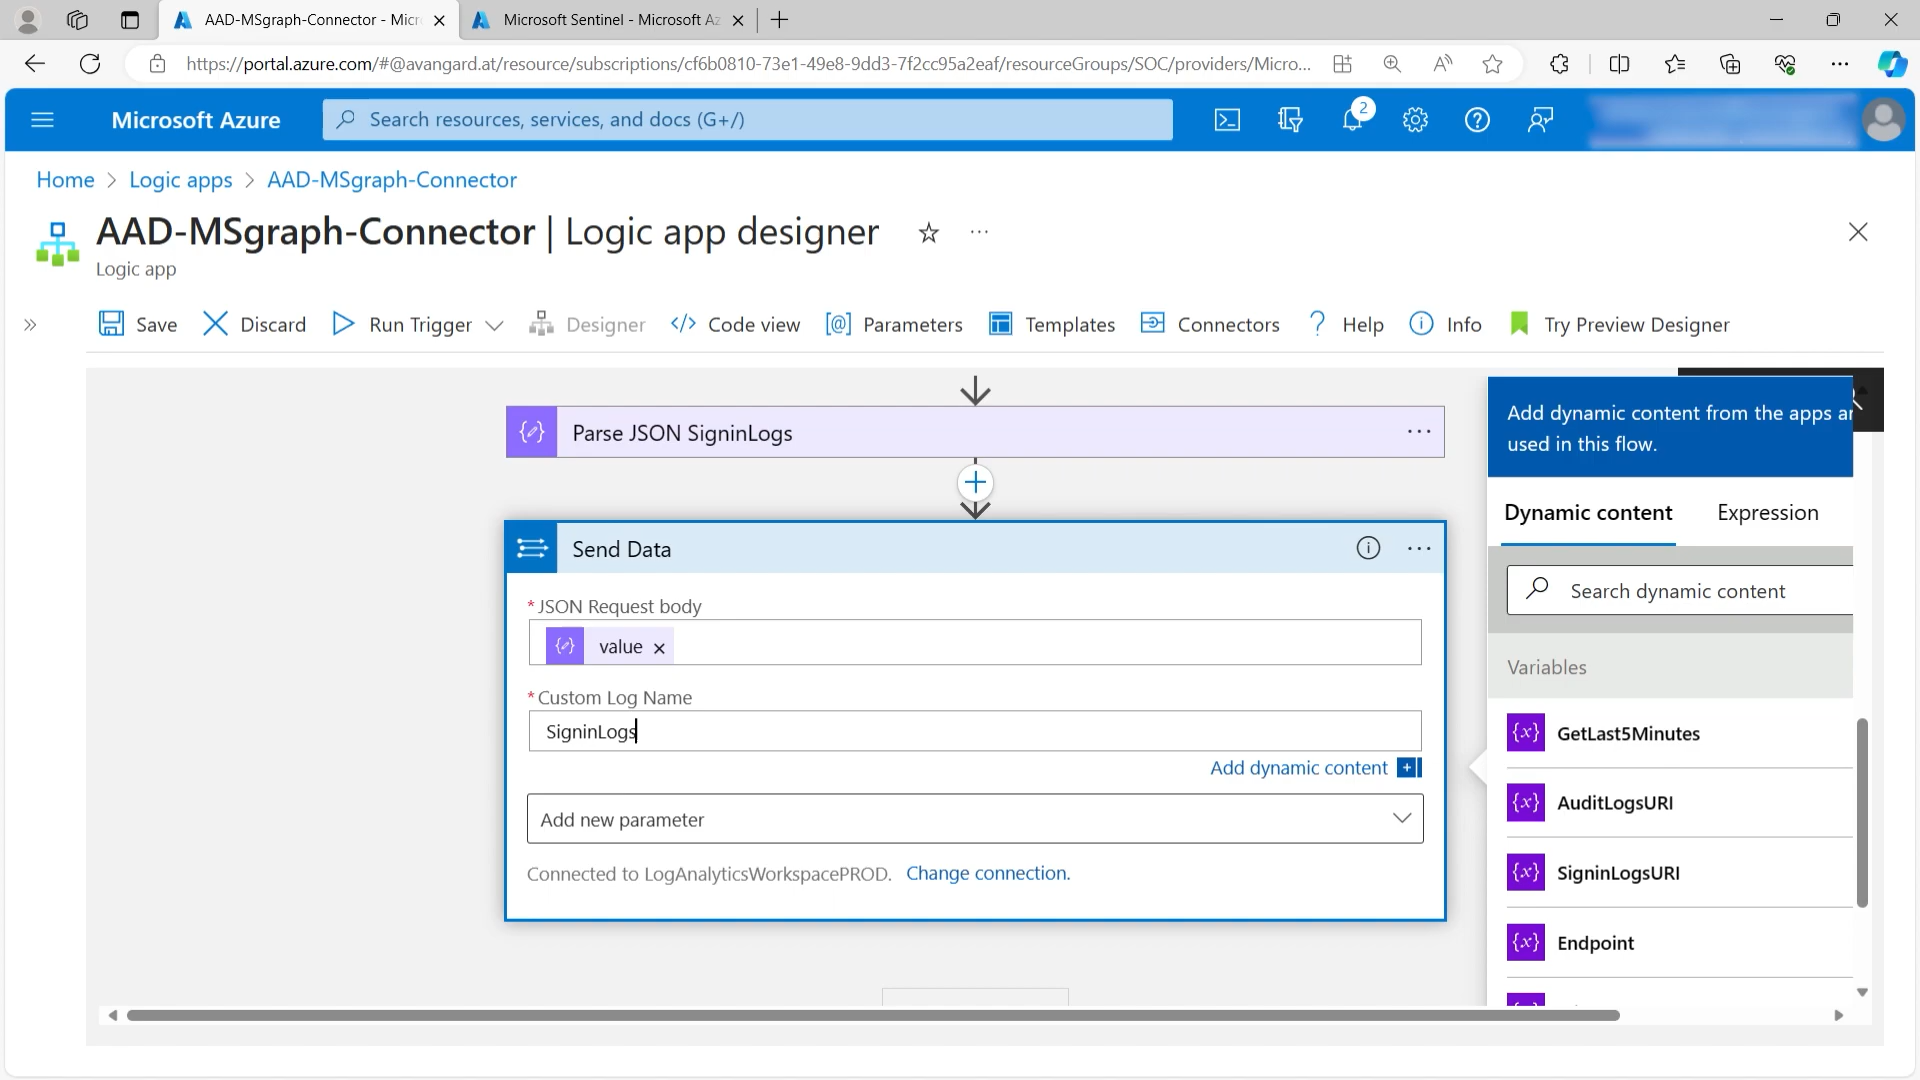 AAD-MSgraph-Connector - Micr
Microsoft Sentinel - Microsoft Az
https://portal.azure.com/#@avangard.at/resource/subscriptions/cf6b0810-73e1-49e8-9dd3-7f2cc95a2eaf/resourceGroups/SOC/providers/Micro...
Microsoft Azure
Search resources, services, and docs (G+/)
2
Home > Logic apps > AAD-MSgraph-Connector
AAD-MSgraph-Connector | Logic app designer
Logic app
Save
Discard
Run Trigger
Designer
Code view
Parameters
Templates
Connectors
Help
Info
Try Preview Designer
Parse JSON SigninLogs
Send Data
* JSON Request body
value
* Custom Log Name
SigninLogs
Add dynamic content
Add new parameter
Connected to LogAnalyticsWorkspacePROD. Change connection.
Add dynamic content from the apps an
used in this flow.
Dynamic content
Expression
Search dynamic content
Variables
GetLast5Minutes
AuditLogsURI
SigninLogsURI
Endpoint